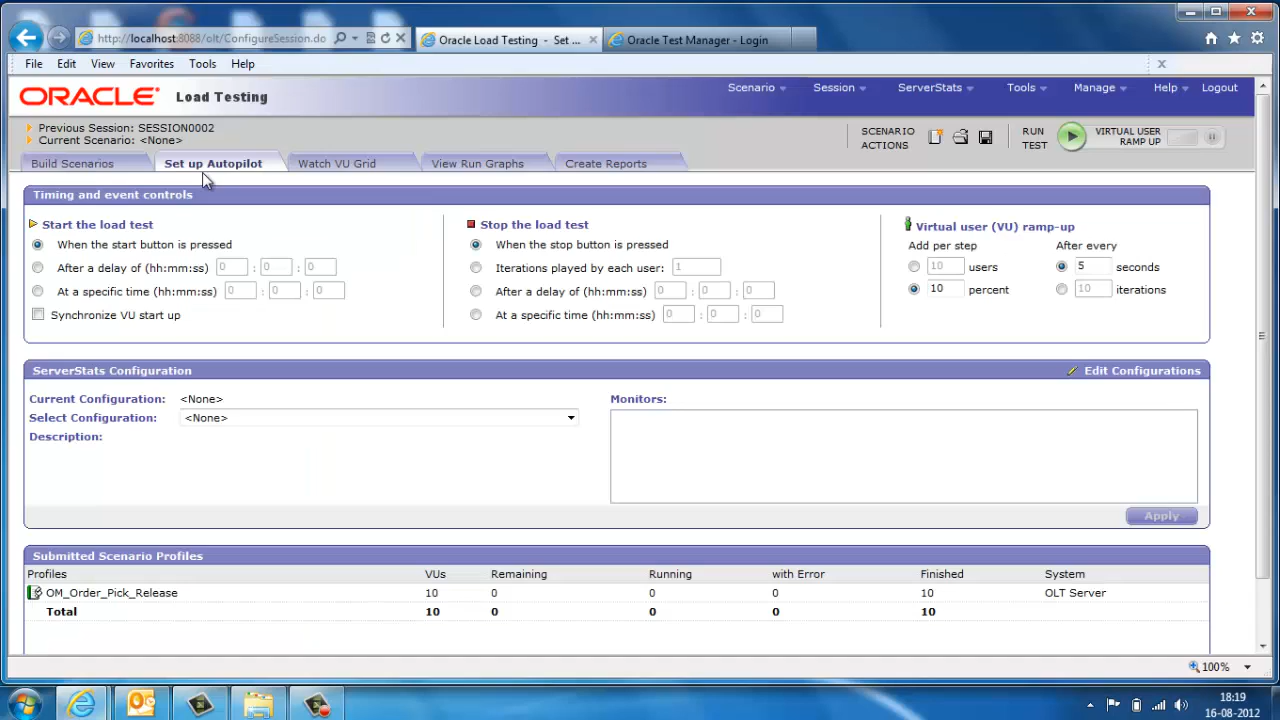 http://localhost:8088/olt/ConfigureSession.do
Oracle Load Testing - Set ...
Oracle Test Manager - Login
File Edit View Favorites Tools Help
ORACLE Load Testing
Scenario Session ServerStats Tools Manage Help Logout
Previous Session: SESSION0002
Current Scenario: <None>
SCENARIO ACTIONS
RUN TEST
VIRTUAL USER RAMP UP
Build Scenarios Set up Autopilot Watch VU Grid View Run Graphs Create Reports
Timing and event controls
Start the load test
When the start button is pressed
After a delay of (hh:mm:ss) 0 : 0 : 0
At a specific time (hh:mm:ss) 0 : 0 : 0
Synchronize VU start up
Stop the load test
When the stop button is pressed
Iterations played by each user: 1
After a delay of (hh:mm:ss) 0 : 0 : 0
At a specific time (hh:mm:ss) 0 : 0 : 0
Virtual user (VU) ramp-up
Add per step After every
10 users 5 seconds
10 percent 10 iterations
ServerStats Configuration Edit Configurations
Current Configuration: <None>
Select Configuration: <None>
Description:
Monitors:
Apply
Submitted Scenario Profiles
Profiles VUs Remaining Running with Error Finished System
OM_Order_Pick_Release 10 0 0 0 10 OLT Server
Total 10 0 0 0 10
100%
18:19
16-08-2012